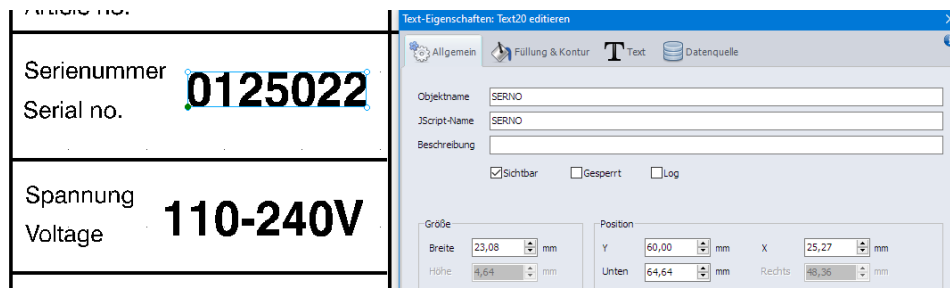 Article no.
Serienummer
Serial no.
0125022
Spannung
Voltage
110-240V
Text-Eigenschaften: Text20 editieren
Allgemein Füllung & Kontur Text Datenquelle
Objektname SERNO
JScript-Name SERNO
Beschreibung
Sichtbar Gesperrt Log
Größe Position
Breite 23,08 mm Y 60,00 mm X 25,27 mm
Höhe 4,64 mm Unten 64,64 mm Rechts 48,36 mm